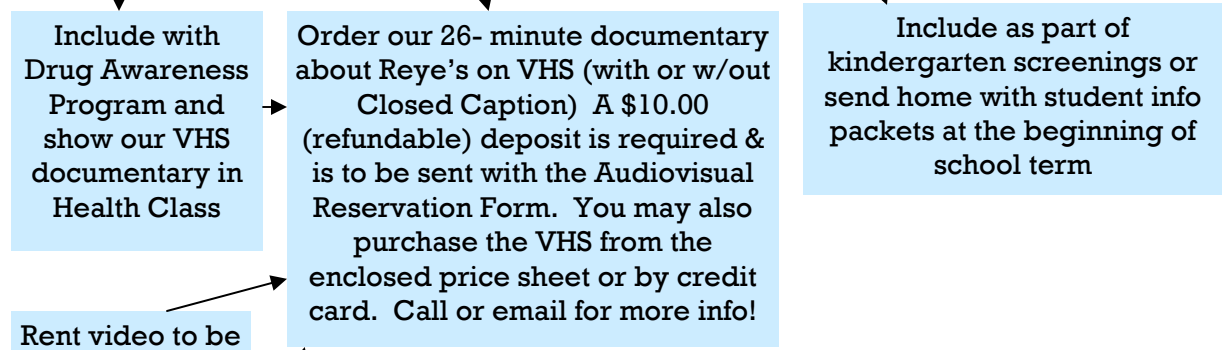 Include with
Drug Awareness
Program and
show our VHS
documentary in
Health Class
Order our 26- minute documentary
about Reye's on VHS (with or w/out
Closed Caption)  A $10.00
(refundable) deposit is required &
is to be sent with the Audiovisual
Reservation Form.  You may also
purchase the VHS from the
enclosed price sheet or by credit
card.  Call or email for more info!
Include as part of
kindergarten screenings or
send home with student info
packets at the beginning of
school term
Rent video to be